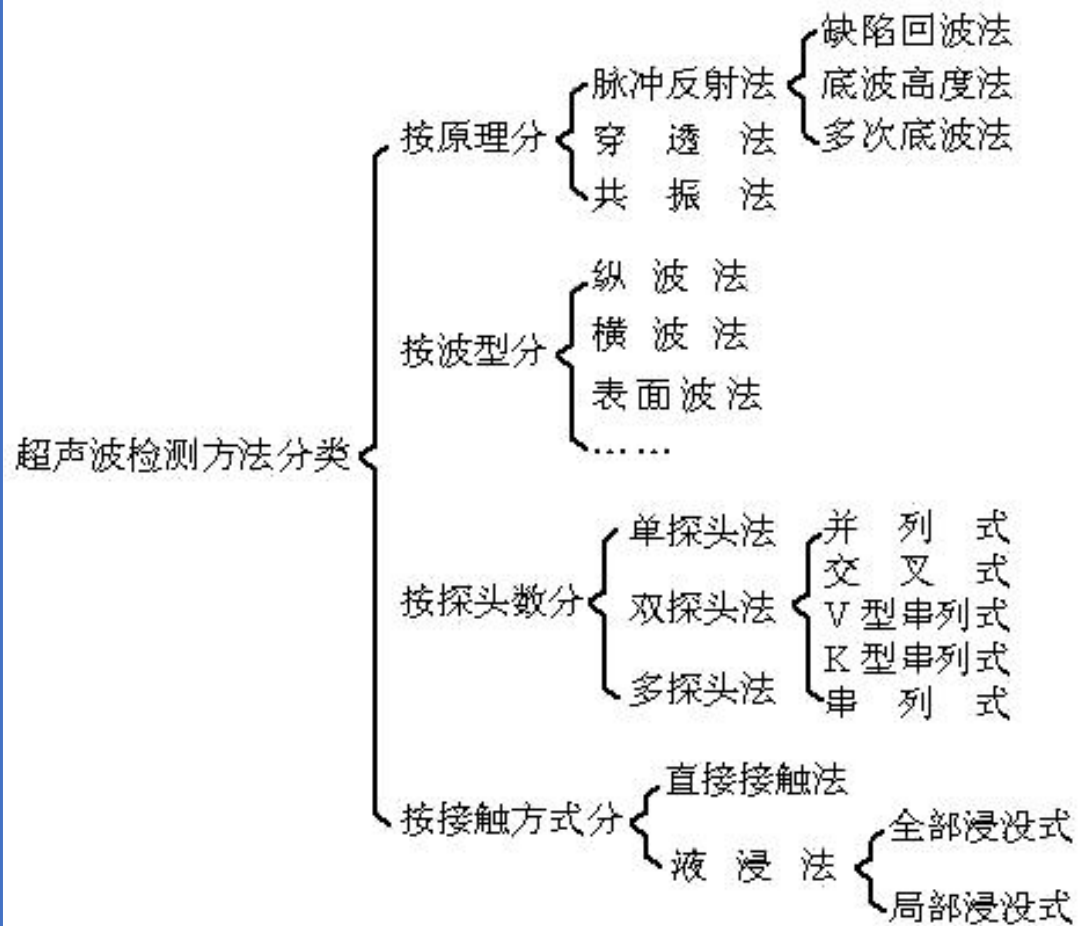 超声波检测方法分类
按原理分
脉冲反射法
缺陷回波法
底波高度法
多次底波法
穿透法
共振法
按波型分
纵波法
横波法
表面波法
……
按探头数分
单探头法
双探头法
并列式
交叉式
V型串列式
K型串列式
串列式
多探头法
按接触方式分
直接接触法
液浸法
全部浸没式
局部浸没式